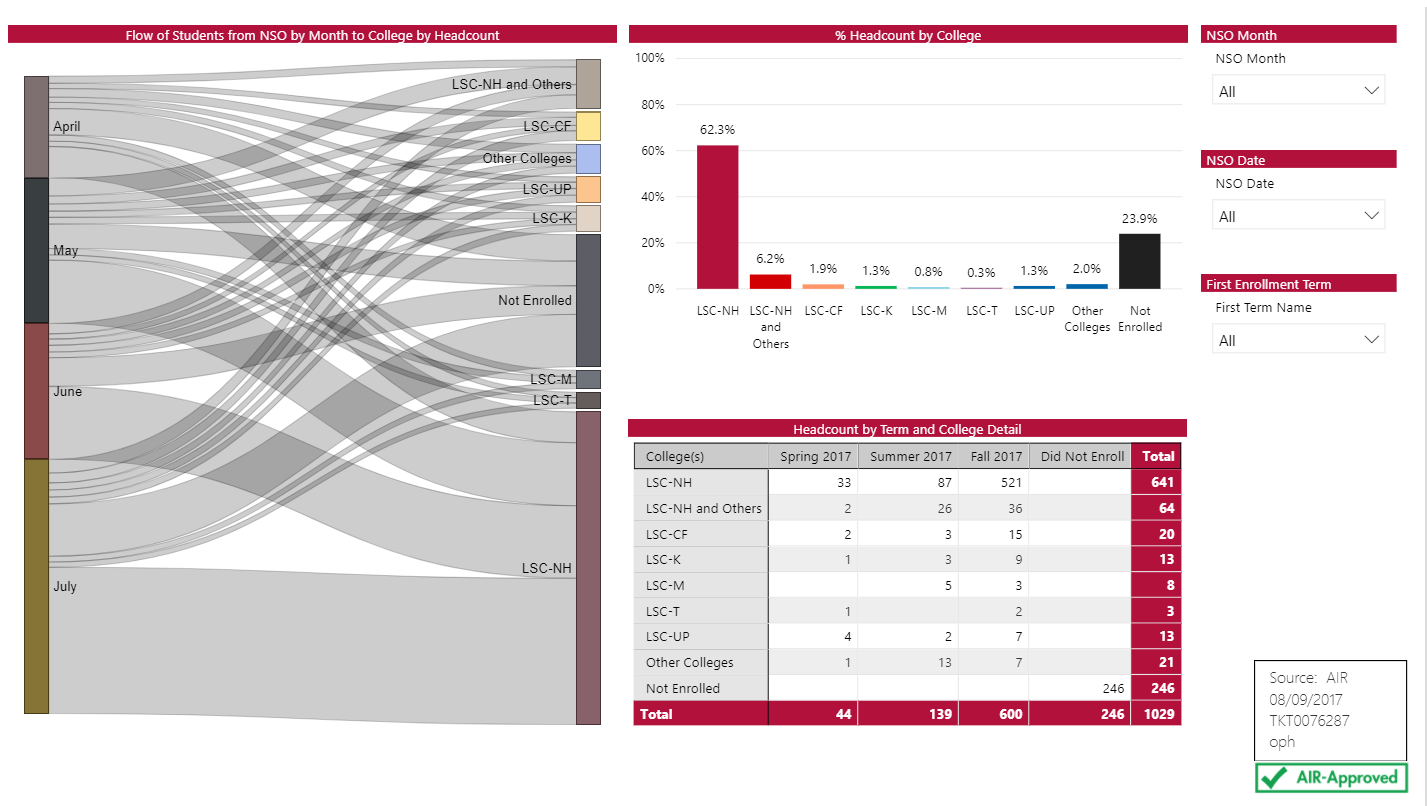 Flow of Students from NSO by Month to College by Headcount
April
May
June
July
LSC-NH and Others
LSC-CF
Other Colleges
LSC-UP
LSC-K
Not Enrolled
LSC-M
LSC-T
LSC-NH
% Headcount by College
100%
80%
60%
40%
20%
0%
62.3%
6.2%
1.9%
1.3%
0.8%
0.3%
1.3%
2.0%
23.9%
LSC-NH
LSC-NH
and
Others
LSC-CF
LSC-K
LSC-M
LSC-T
LSC-UP
Other
Colleges
Not
Enrolled
Headcount by Term and College Detail
College(s) Spring 2017 Summer 2017 Fall 2017 Did Not Enroll Total
LSC-NH 33 87 521 641
LSC-NH and Others 2 26 36 64
LSC-CF 2 3 15 20
LSC-K 1 3 9 13
LSC-M 5 3 8
LSC-T 1 2 3
LSC-UP 4 2 7 13
Other Colleges 1 13 7 21
Not Enrolled 246 246
Total 44 139 600 246 1029
NSO Month
NSO Month
All
NSO Date
NSO Date
All
First Enrollment Term
First Term Name
All
Source: AIR
08/09/2017
TKT0076287
oph
AIR-Approved